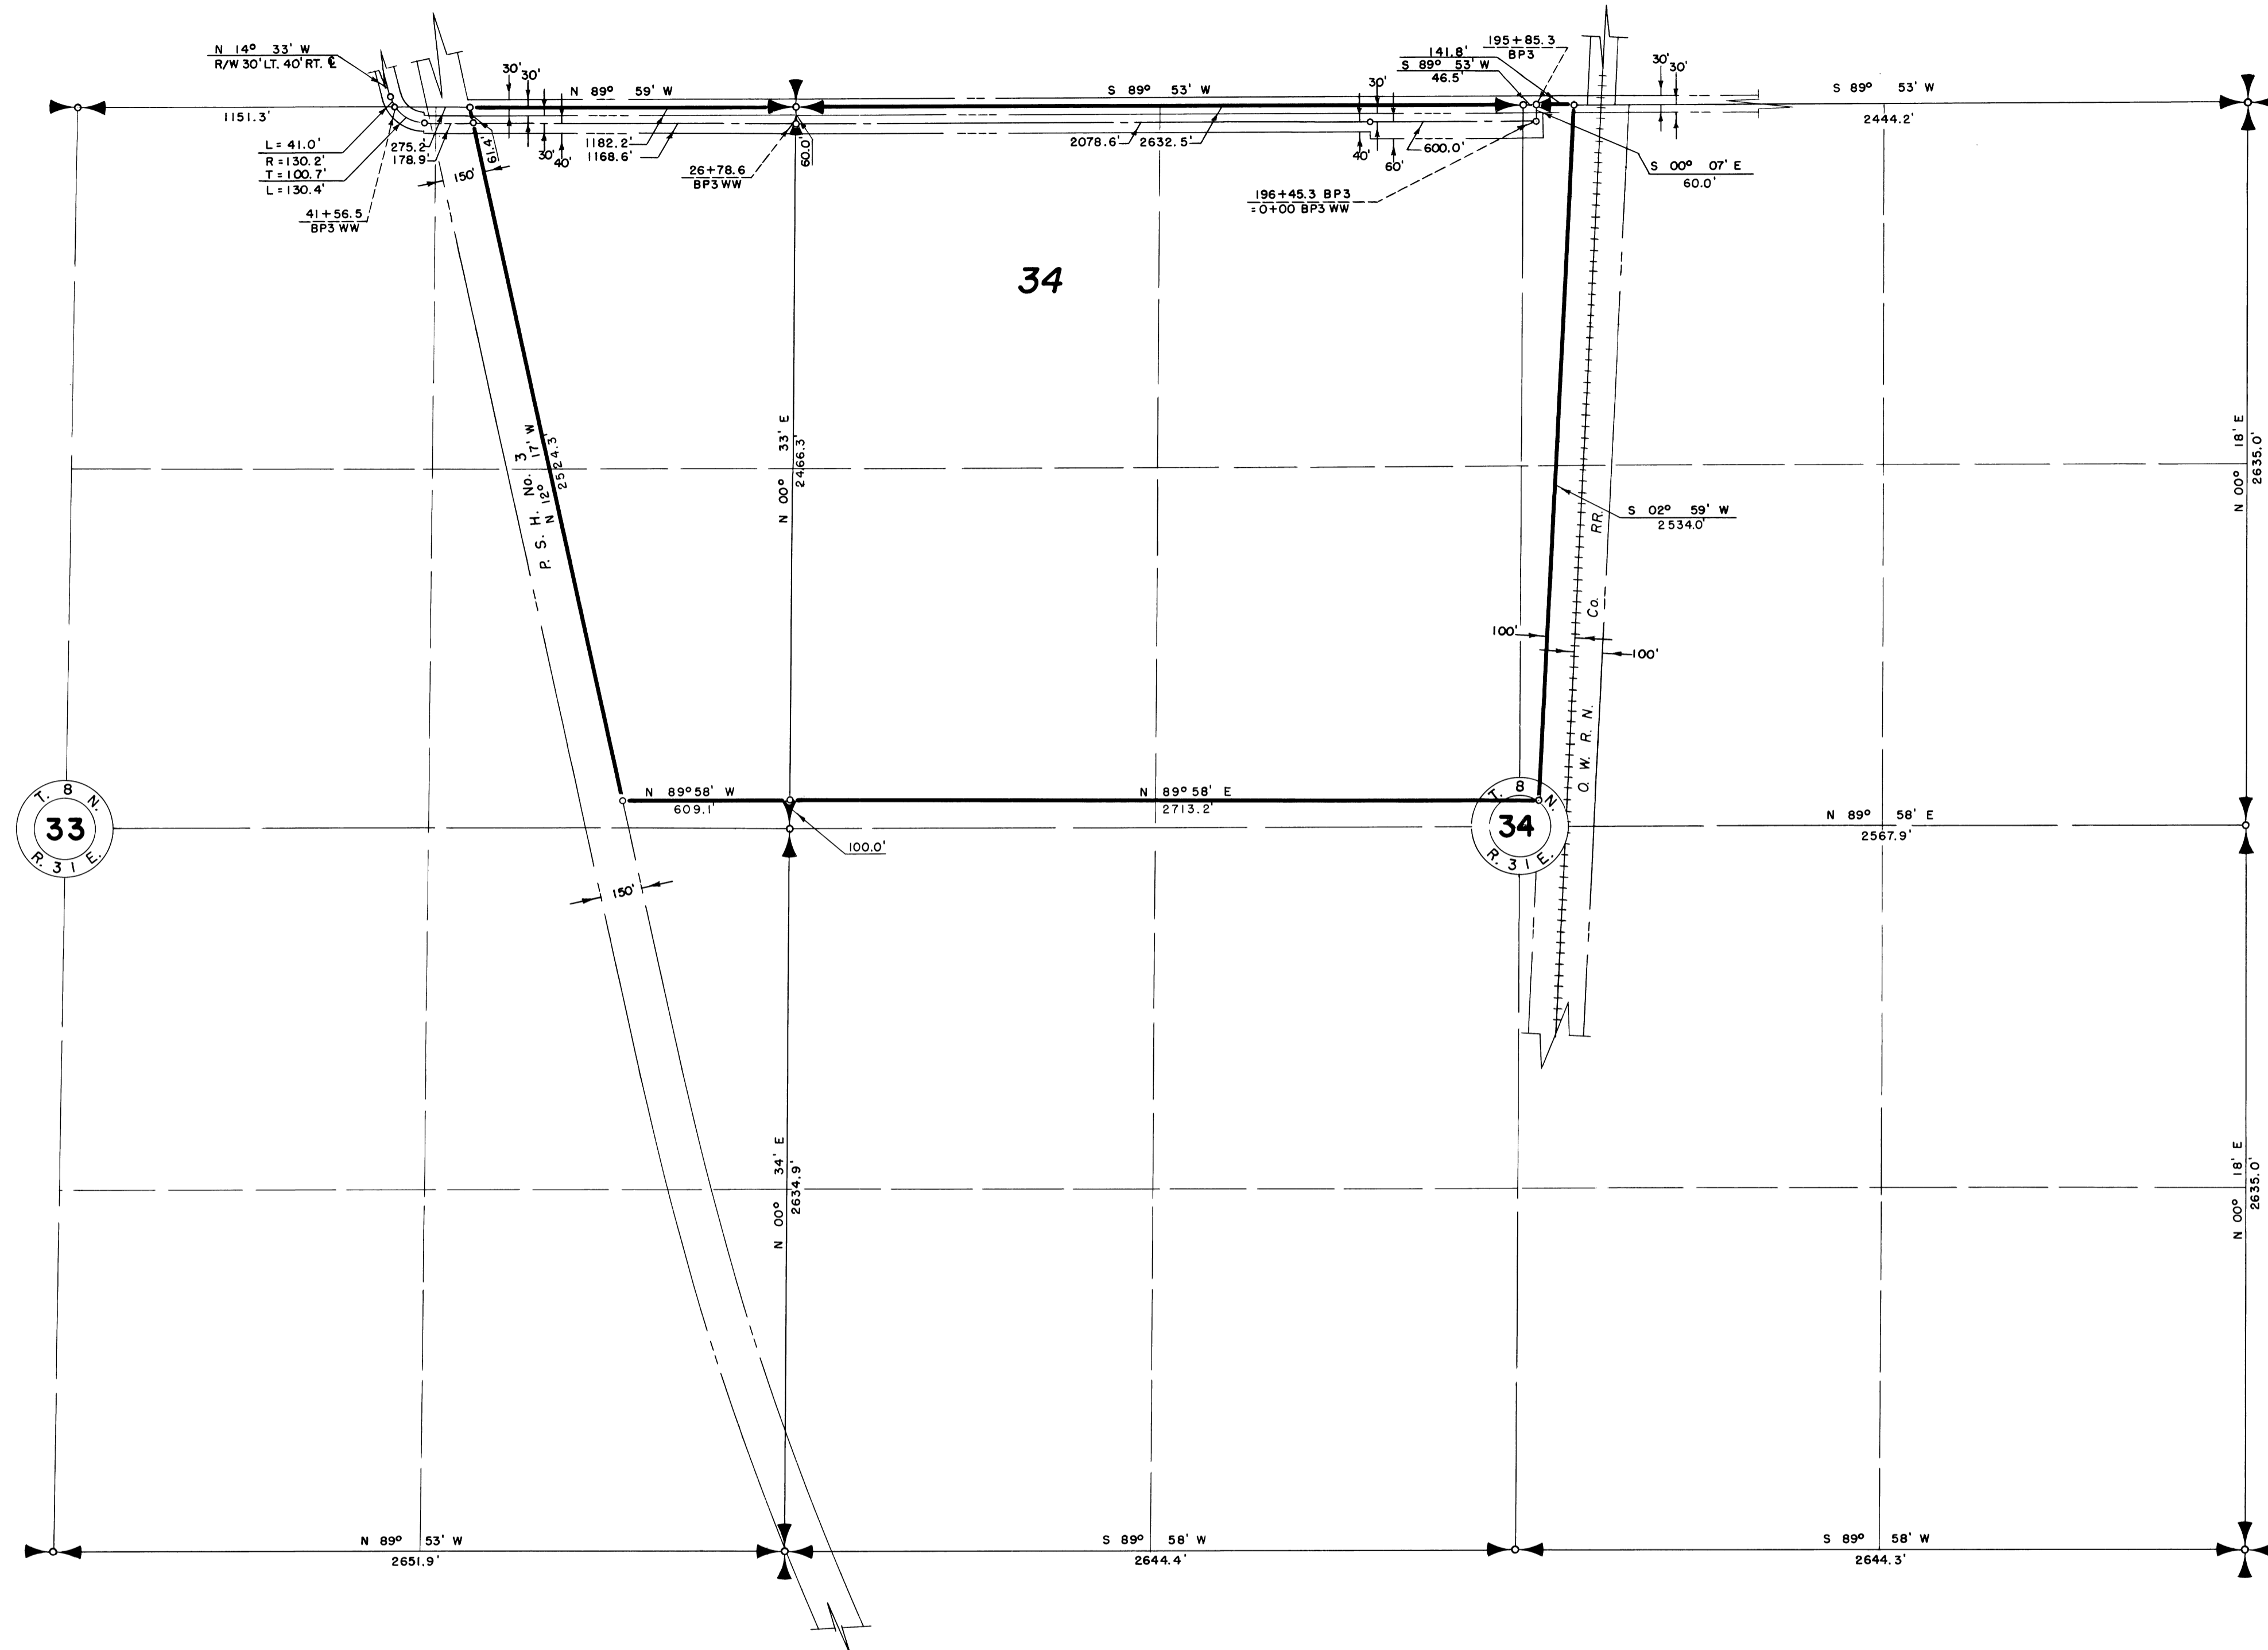 N 14° 33' W
R/W 30' LT. 40' RT. ℄
195+85.3
BP3
141.8'
S 89° 53' W
46.5'
30'
30'
N 89° 59' W
S 89° 53' W
30'
30'
30'
S 89° 53' W
1151.3'
2444.2'
L = 41.0'
R = 130.2'
T = 100.7'
L = 130.4'
275.2
178.9'
61.4'
30'
40'
1182.2'
1168.6'
60.0'
2078.6'
2632.5'
40'
60'
600.0'
150'
26+78.6
BP3 WW
S 00° 07' E
60.0'
196+45.3 BP3
= 0+00 BP3 WW
41+56.5
BP3 WW
34
P. S. H. No. 3
N 12° 17' W
2524.3'
N 00° 33' E
2466.3'
N 00° 18' E
2635.0'
S 02° 59' W
2534.0'
O. W. R. N. Co. RR.
100'
100'
N 89° 58' W
609.1'
N 89° 58' E
2713.2'
100.0'
T. 8 N.
33
R. 31 E.
T. 8 N.
34
R. 31 E.
N 89° 58' E
2567.9'
150'
N 00° 34' E
2634.9'
N 00° 18' E
2635.0'
N 89° 53' W
2651.9'
S 89° 58' W
2644.4'
S 89° 58' W
2644.3'